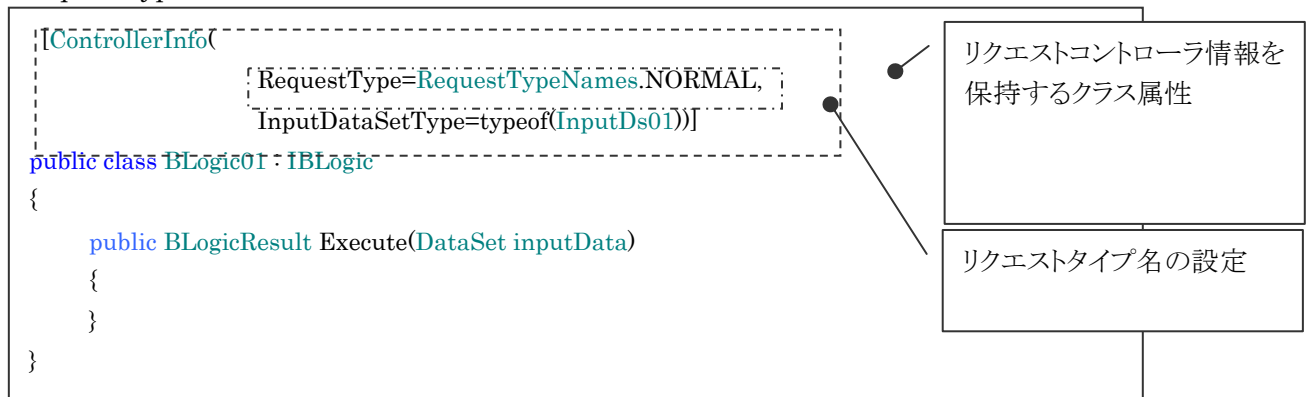 [ControllerInfo(
RequestType=RequestTypeNames.NORMAL,
InputDataSetType=typeof(InputDs01))]
public class BLogic01 : IBLogic
{
public BLogicResult Execute(DataSet inputData)
{
}
}
リクエストコントローラ情報を
保持するクラス属性
リクエストタイプ名の設定